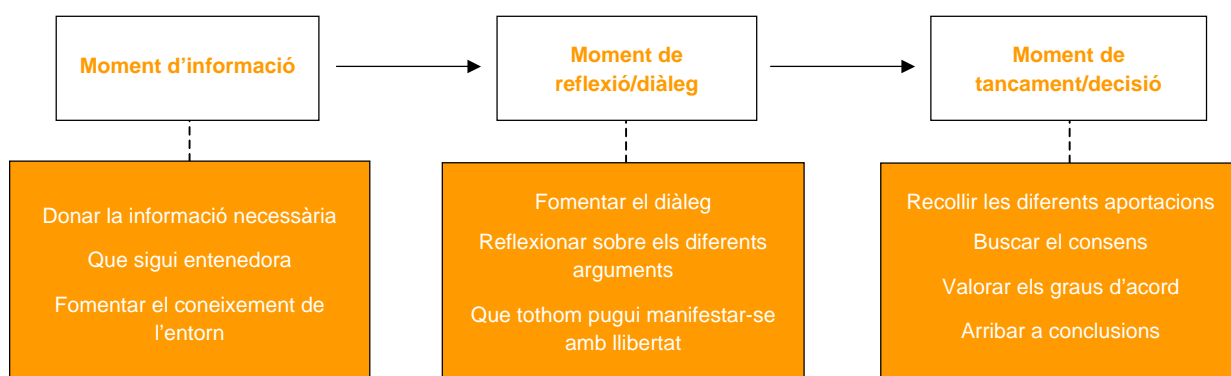 Moment d’informació
Moment de
reflexió/diàleg
Moment de
tancament/decisió
Donar la informació necessària
Que sigui entenedora
Fomentar el coneixement de
l’entorn
Fomentar el diàleg
Reflexionar sobre els diferents
arguments
Que tothom pugui manifestar-se
amb llibertat
Recollir les diferents aportacions
Buscar el consens
Valorar els graus d’acord
Arribar a conclusions